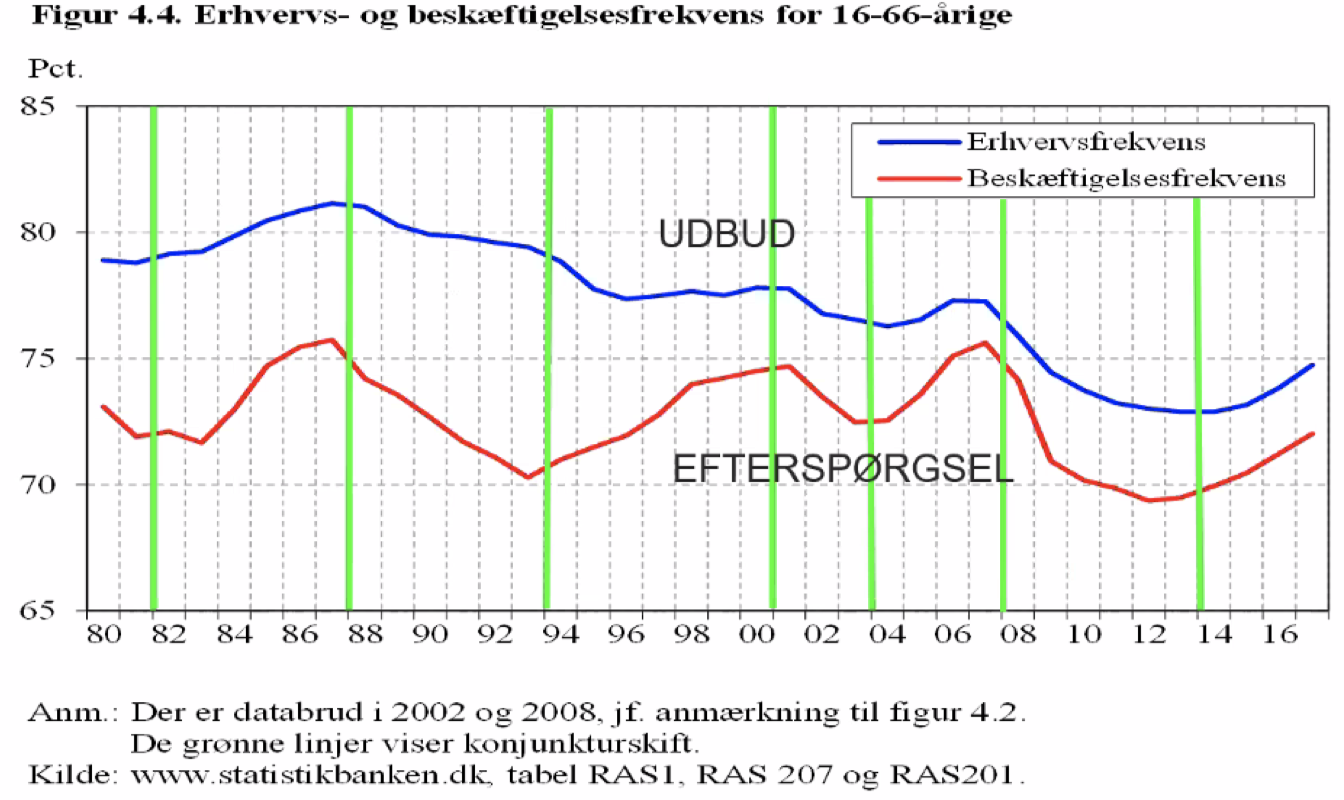 Figur 4.4. Erhvervs- og beskæftigelsesfrekvens for 16-66-årige
Pct.
85
Erhvervsfrekvens
Beskæftigelsesfrekvens
80
UDBUD
75
EFTERSPØRGSEL
70
65
80 82 84 86 88 90 92 94 96 98 00 02 04 06 08 10 12 14 16
Anm.: Der er databrud i 2002 og 2008, jf. anmærkning til figur 4.2.
De grønne linjer viser konjunkturskift.
Kilde: www.statistikbanken.dk, tabel RAS1, RAS 207 og RAS201.